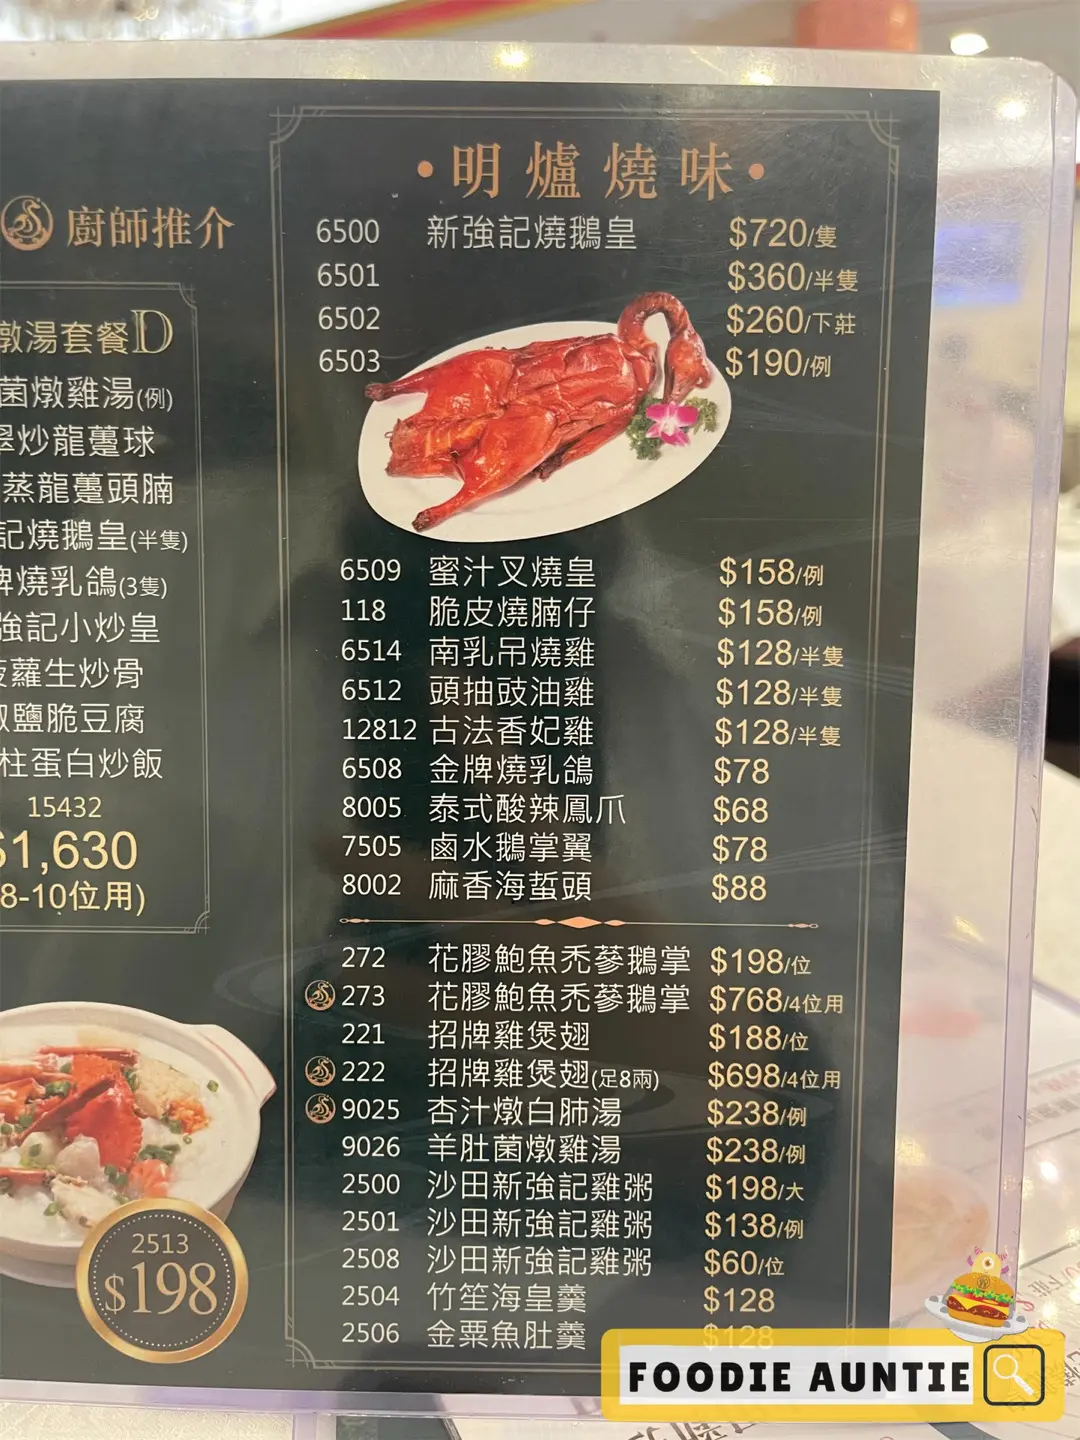 廚師推介
燉湯套餐D
菌燉雞湯(例)
炒龍躉球
蒸龍躉頭腩
記燒鵝皇(半隻)
牌燒乳鴿(3隻)
強記小炒皇
蘿生炒骨
鹽脆豆腐
柱蛋白炒飯
15432
$1,630
8-10位用)
2513
$198
•明爐燒味•
6500 新強記燒鵝皇 $720/隻
6501 $360/半隻
6502 $260/下莊
6503 $190/例
6509 蜜汁叉燒皇 $158/例
118 脆皮燒腩仔 $158/例
6514 南乳吊燒雞 $128/半隻
6512 頭抽豉油雞 $128/半隻
12812 古法香妃雞 $128/半隻
6508 金牌燒乳鴿 $78
8005 泰式酸辣鳳爪 $68
7505 鹵水鵝掌翼 $78
8002 麻香海蜇頭 $88
272 花膠鮑魚禿蔘鵝掌 $198/位
273 花膠鮑魚禿蔘鵝掌 $768/4位用
221 招牌雞煲翅 $188/位
222 招牌雞煲翅(足8兩) $698/4位用
9025 杏汁燉白肺湯 $238/例
9026 羊肚菌燉雞湯 $238/例
2500 沙田新強記雞粥 $198/大
2501 沙田新強記雞粥 $138/例
2508 沙田新強記雞粥 $60/位
2504 竹笙海皇羹 $128
2506 金粟魚肚羹 $128
FOODIE AUNTIE